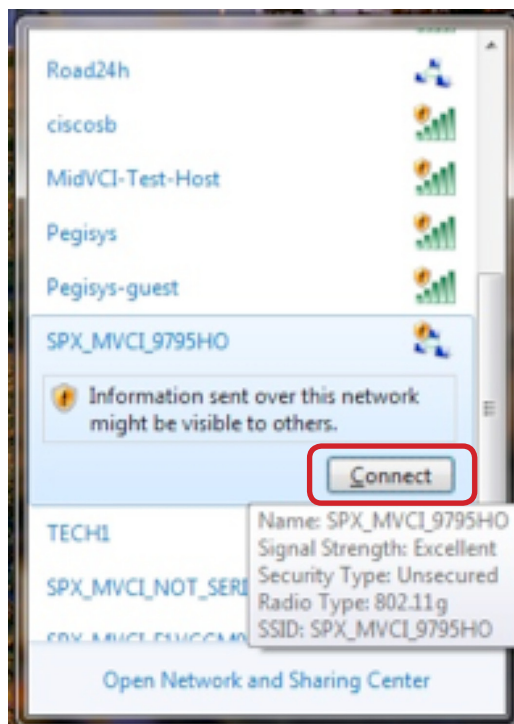 Road24h
ciscosb
MidVCI-Test-Host
Pegisys
Pegisys-guest
SPX_MVCI_9795HO
Information sent over this network
might be visible to others.
Connect
TECH1
Name: SPX_MVCI_9795HO
Signal Strength: Excellent
SPX_MVCI_NOT_SERI
Security Type: Unsecured
Radio Type: 802.11g
SSID: SPX_MVCI_9795HO
Open Network and Sharing Center